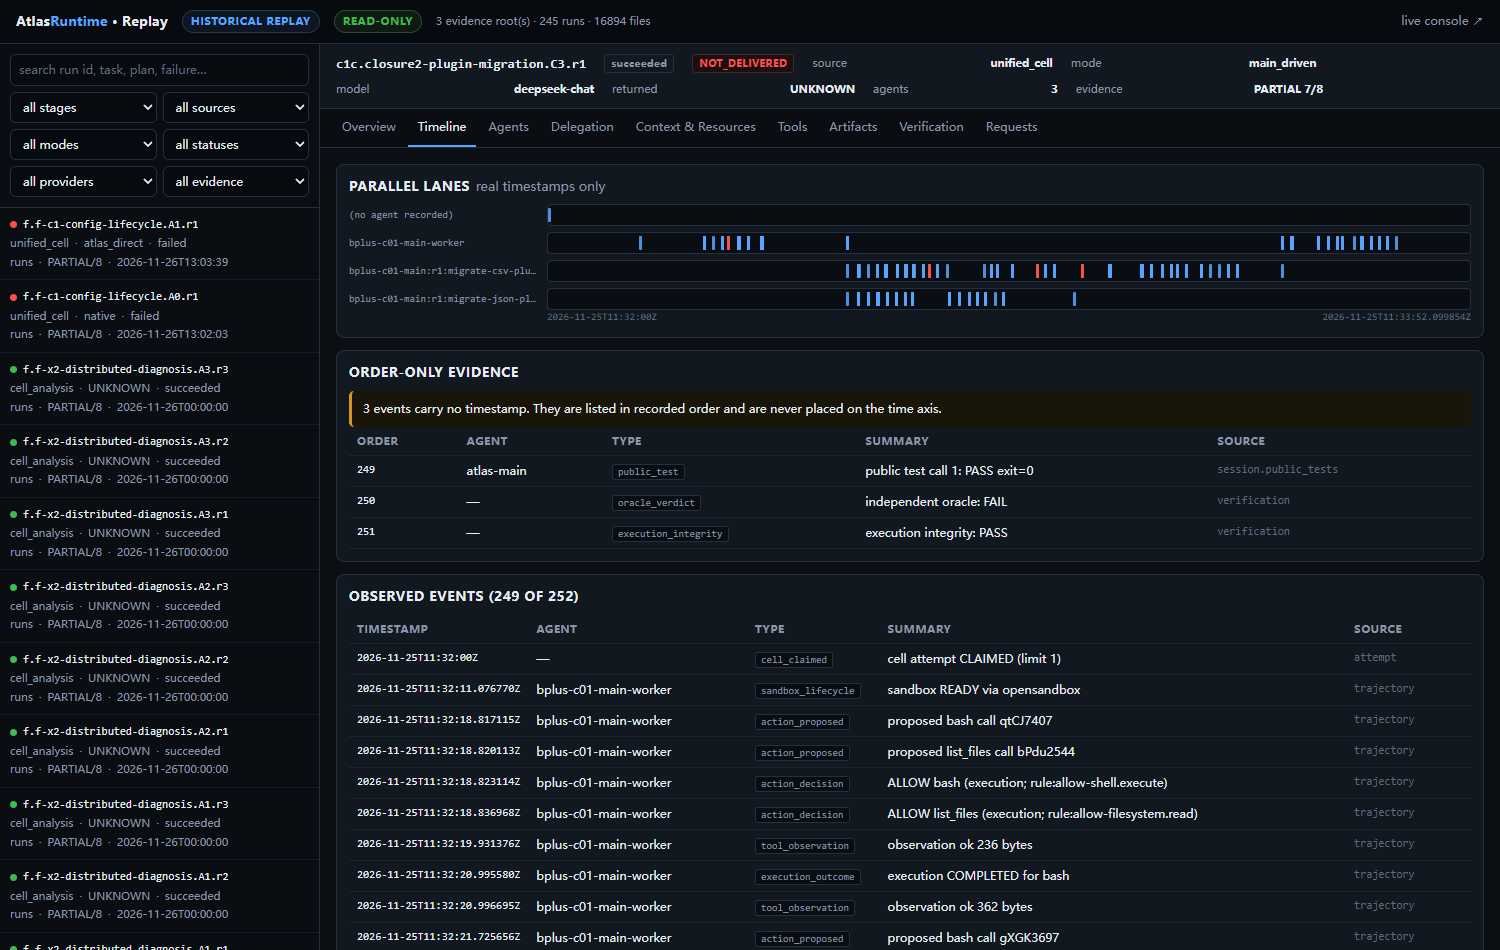 AtlasRuntime • Replay HISTORICAL REPLAY READ-ONLY 3 evidence root(s) · 245 runs · 16894 files live console ↗
search run id, task, plan, failure...
all stages all sources
all modes all statuses
all providers all evidence
f.f-c1-config-lifecycle.A1.r1
unified_cell · atlas_direct · failed
runs · PARTIAL/8 · 2026-11-26T13:03:39
f.f-c1-config-lifecycle.A0.r1
unified_cell · native · failed
runs · PARTIAL/8 · 2026-11-26T13:02:03
f.f-x2-distributed-diagnosis.A3.r3
cell_analysis · UNKNOWN · succeeded
runs · PARTIAL/8 · 2026-11-26T00:00:00
f.f-x2-distributed-diagnosis.A3.r2
cell_analysis · UNKNOWN · succeeded
runs · PARTIAL/8 · 2026-11-26T00:00:00
f.f-x2-distributed-diagnosis.A3.r1
cell_analysis · UNKNOWN · succeeded
runs · PARTIAL/8 · 2026-11-26T00:00:00
f.f-x2-distributed-diagnosis.A2.r3
cell_analysis · UNKNOWN · succeeded
runs · PARTIAL/8 · 2026-11-26T00:00:00
f.f-x2-distributed-diagnosis.A2.r2
cell_analysis · UNKNOWN · succeeded
runs · PARTIAL/8 · 2026-11-26T00:00:00
f.f-x2-distributed-diagnosis.A2.r1
cell_analysis · UNKNOWN · succeeded
runs · PARTIAL/8 · 2026-11-26T00:00:00
f.f-x2-distributed-diagnosis.A1.r3
cell_analysis · UNKNOWN · succeeded
runs · PARTIAL/8 · 2026-11-26T00:00:00
f.f-x2-distributed-diagnosis.A1.r2
cell_analysis · UNKNOWN · succeeded
runs · PARTIAL/8 · 2026-11-26T00:00:00
f.f-x2-distributed-diagnosis.A1.r1
c1c.closure2-plugin-migration.C3.r1 succeeded NOT_DELIVERED source unified_cell mode main_driven
model deepseek-chat returned UNKNOWN agents 3 evidence PARTIAL 7/8
Overview Timeline Agents Delegation Context & Resources Tools Artifacts Verification Requests
PARALLEL LANES real timestamps only
(no agent recorded)
bplus-c01-main-worker
bplus-c01-main:r1:migrate-csv-plu…
bplus-c01-main:r1:migrate-json-pl…
2026-11-25T11:32:00Z 2026-11-25T11:33:52.099854Z
ORDER-ONLY EVIDENCE
3 events carry no timestamp. They are listed in recorded order and are never placed on the time axis.
ORDER AGENT TYPE SUMMARY SOURCE
249 atlas-main public_test public test call 1: PASS exit=0 session.public_tests
250 — oracle_verdict independent oracle: FAIL verification
251 — execution_integrity execution integrity: PASS verification
OBSERVED EVENTS (249 OF 252)
TIMESTAMP AGENT TYPE SUMMARY SOURCE
2026-11-25T11:32:00Z — cell_claimed cell attempt CLAIMED (limit 1) attempt
2026-11-25T11:32:11.076770Z bplus-c01-main-worker sandbox_lifecycle sandbox READY via opensandbox trajectory
2026-11-25T11:32:18.817115Z bplus-c01-main-worker action_proposed proposed bash call qtCJ7407 trajectory
2026-11-25T11:32:18.820113Z bplus-c01-main-worker action_proposed proposed list_files call bPdu2544 trajectory
2026-11-25T11:32:18.823114Z bplus-c01-main-worker action_decision ALLOW bash (execution; rule:allow-shell.execute) trajectory
2026-11-25T11:32:18.836968Z bplus-c01-main-worker action_decision ALLOW list_files (execution; rule:allow-filesystem.read) trajectory
2026-11-25T11:32:19.931376Z bplus-c01-main-worker tool_observation observation ok 236 bytes trajectory
2026-11-25T11:32:20.995580Z bplus-c01-main-worker execution_outcome execution COMPLETED for bash trajectory
2026-11-25T11:32:20.996695Z bplus-c01-main-worker tool_observation observation ok 362 bytes trajectory
2026-11-25T11:32:21.725656Z bplus-c01-main-worker action_proposed proposed bash call gXGK3697 trajectory